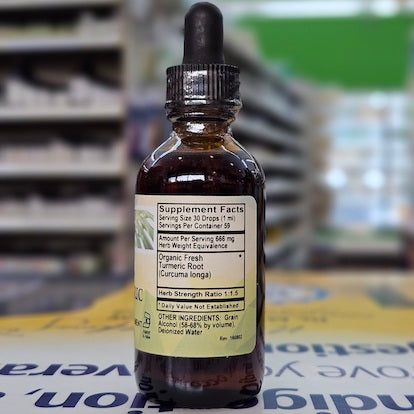 Supplement Facts
Serving Size 30 Drops (1 ml)
Servings Per Container 59
Amount Per Serving 666 mg
Herb Weight Equivalence
Organic Fresh *
Turmeric Root
(Curcuma longa)
Herb Strength Ratio 1:1.5
* Daily Value Not Established
OTHER INGREDIENTS: Grain
Alcohol (58-68% by volume),
Deionized Water